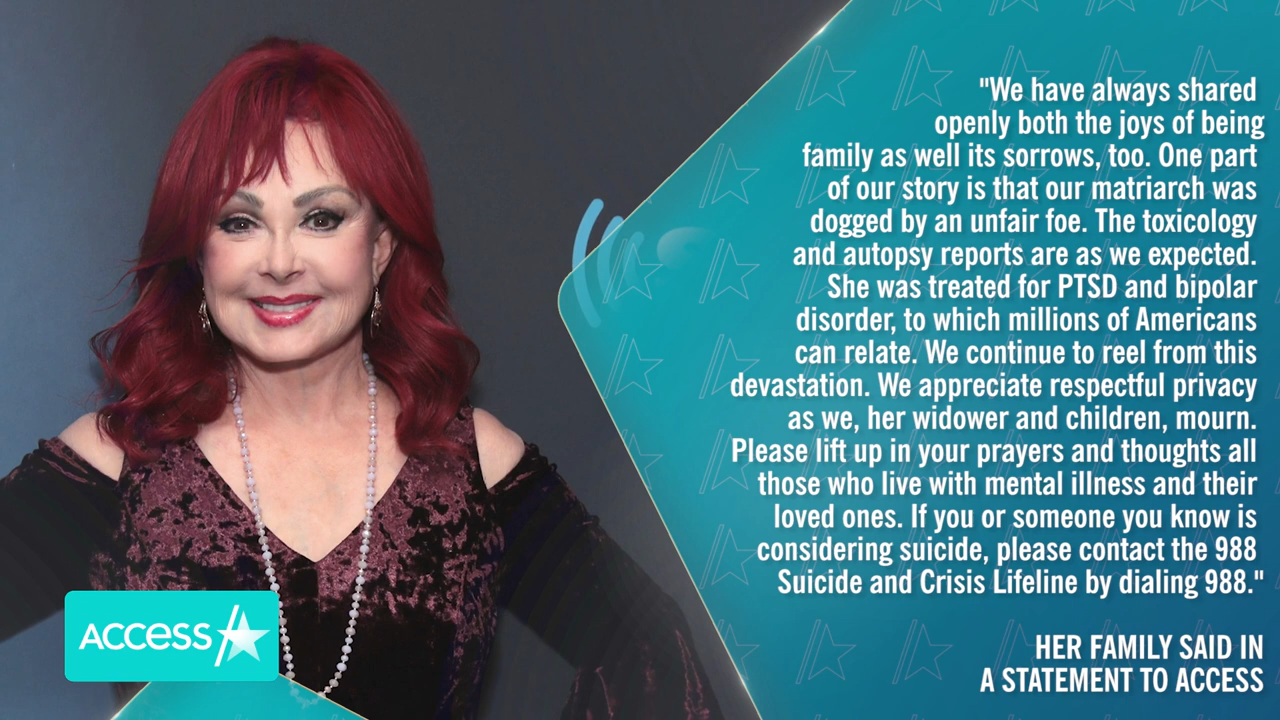 "We have always shared
openly both the joys of being
family as well its sorrows, too. One part
of our story is that our matriarch was
dogged by an unfair foe. The toxicology
and autopsy reports are as we expected.
She was treated for PTSD and bipolar
disorder, to which millions of Americans
can relate. We continue to reel from this
devastation. We appreciate respectful privacy
as we, her widower and children, mourn.
Please lift up in your prayers and thoughts all
those who live with mental illness and their
loved ones. If you or someone you know is
considering suicide, please contact the 988
Suicide and Crisis Lifeline by dialing 988."
HER FAMILY SAID IN
A STATEMENT TO ACCESS
ACCESS